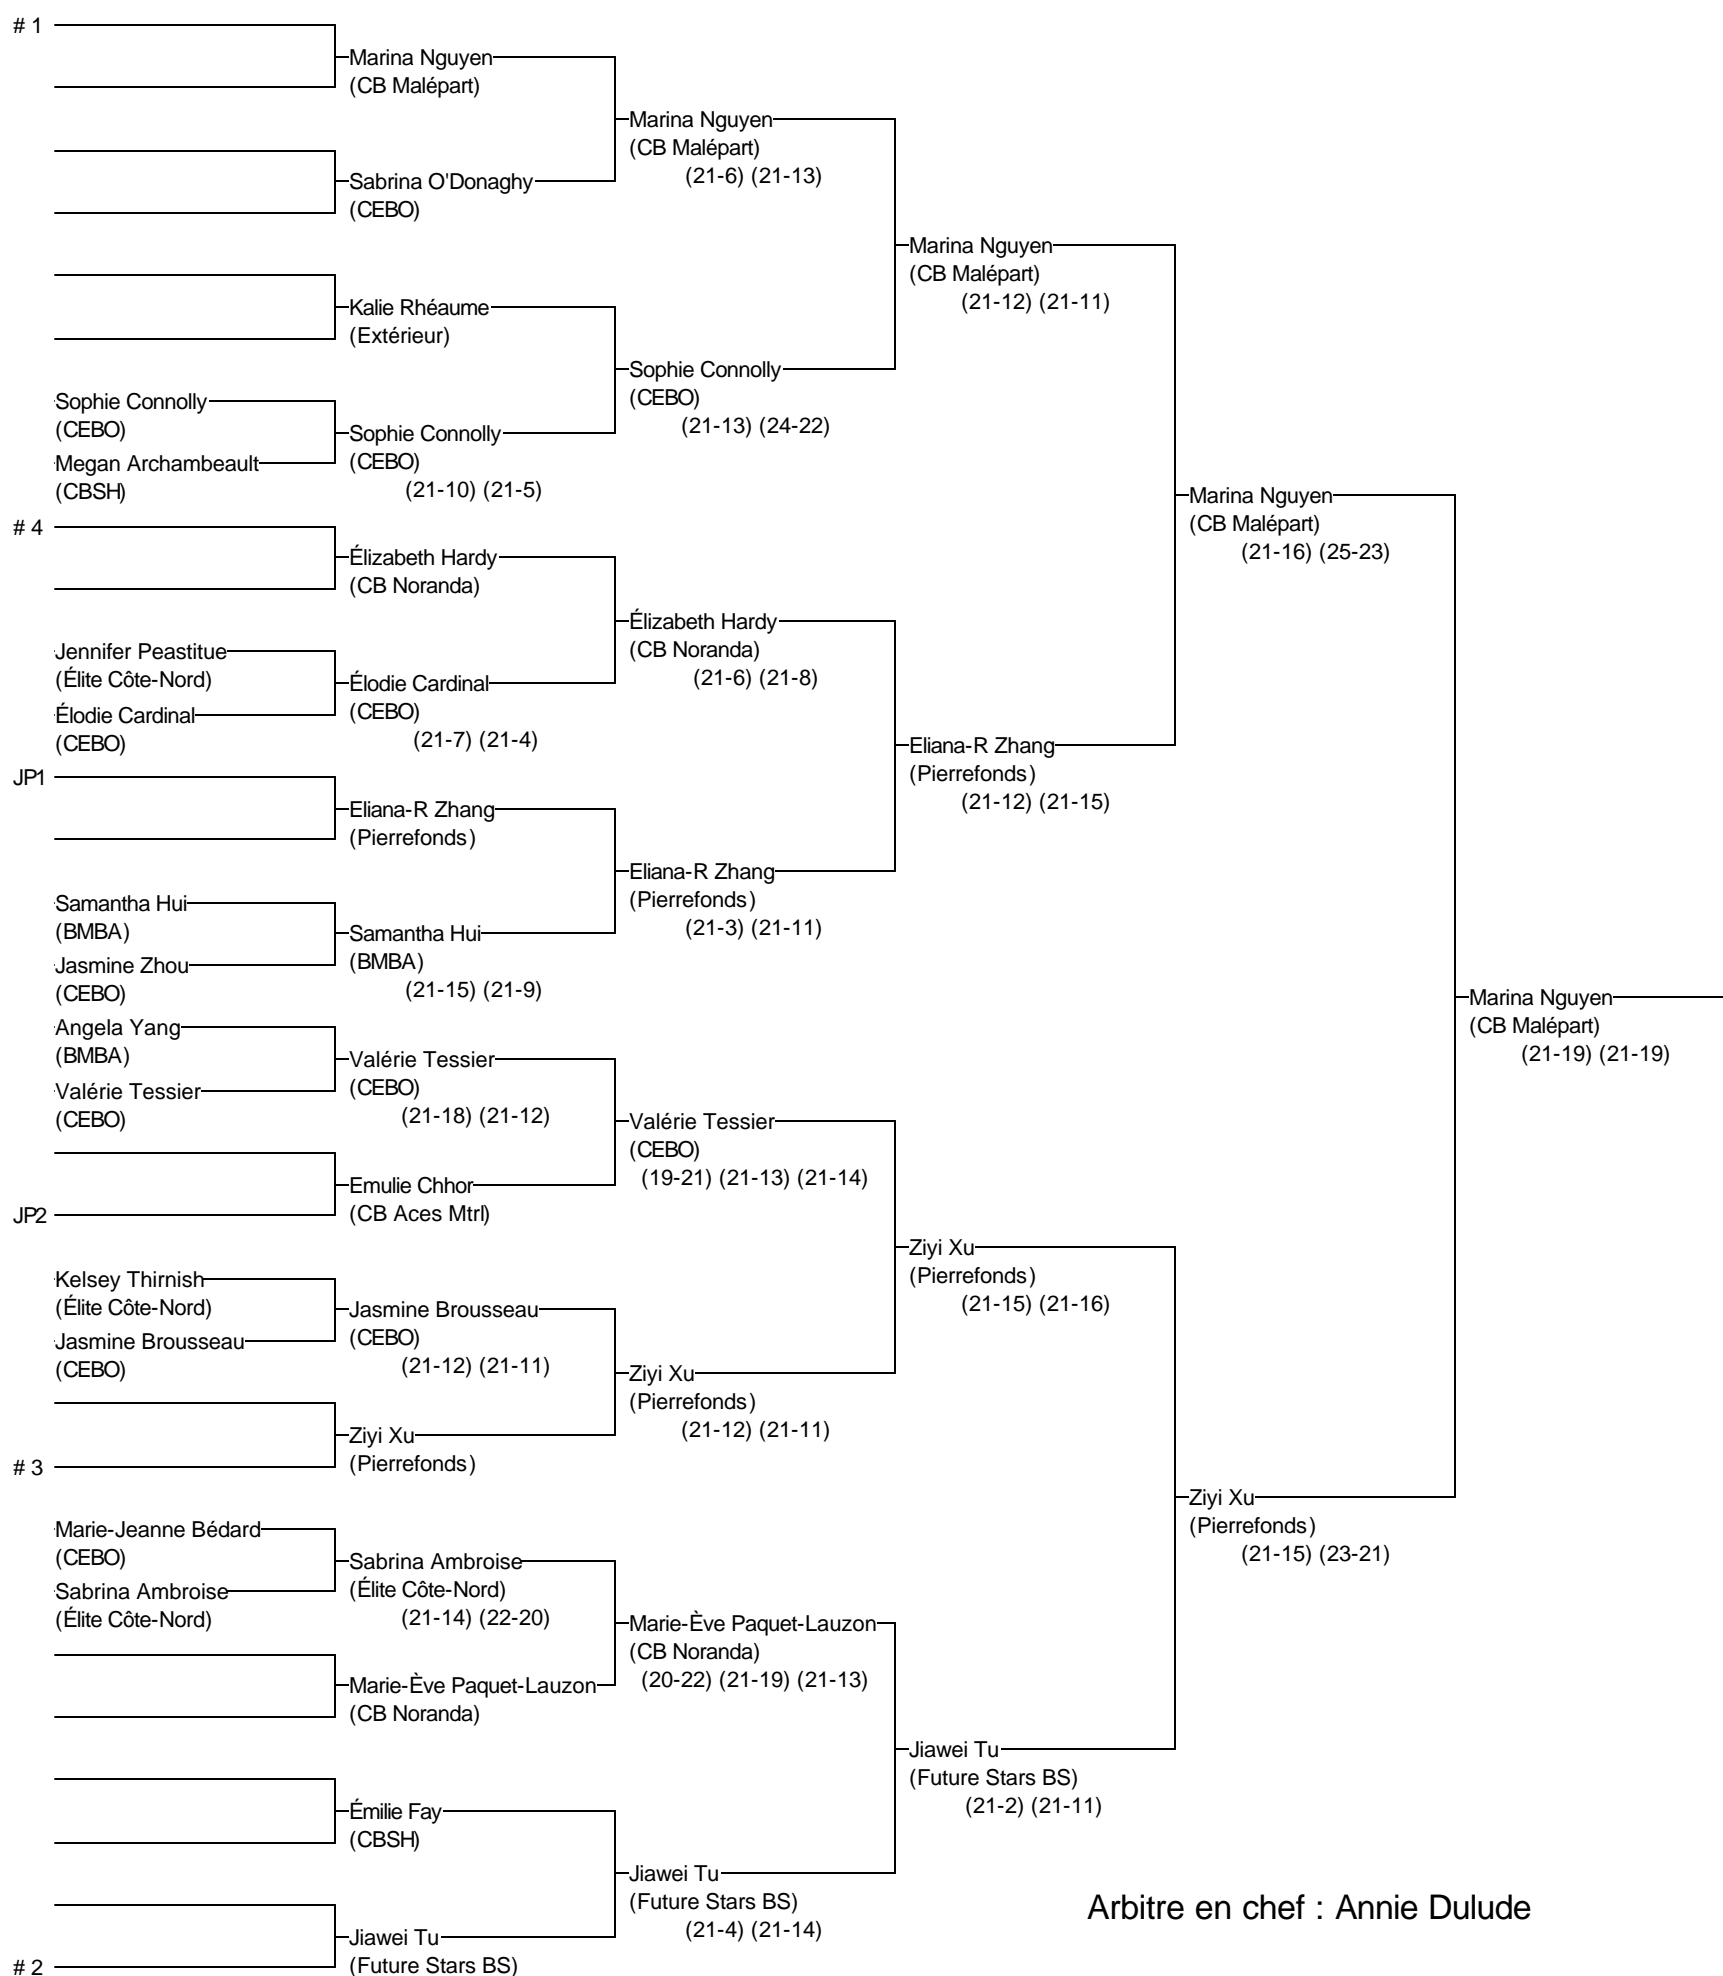 # 1
Marina Nguyen
(CB Malépart)
Marina Nguyen
(CB Malépart)
(21-6) (21-13)
Sabrina O'Donaghy
(CEBO)
Marina Nguyen
(CB Malépart)
(21-12) (21-11)
Kalie Rhéaume
(Extérieur)
Sophie Connolly
(CEBO)
(21-13) (24-22)
Sophie Connolly
(CEBO)
Megan Archambeault
(CBSH)
Sophie Connolly
(CEBO)
(21-10) (21-5)
Marina Nguyen
(CB Malépart)
(21-16) (25-23)
# 4
Élizabeth Hardy
(CB Noranda)
Élizabeth Hardy
(CB Noranda)
(21-6) (21-8)
Jennifer Peastitue
(Élite Côte-Nord)
Élodie Cardinal
(CEBO)
Élodie Cardinal
(CEBO)
(21-7) (21-4)
Eliana-R Zhang
(Pierrefonds)
(21-12) (21-15)
JP1
Eliana-R Zhang
(Pierrefonds)
Eliana-R Zhang
(Pierrefonds)
(21-3) (21-11)
Samantha Hui
(BMBA)
Jasmine Zhou
(CEBO)
Samantha Hui
(BMBA)
(21-15) (21-9)
Marina Nguyen
(CB Malépart)
(21-19) (21-19)
Angela Yang
(BMBA)
Valérie Tessier
(CEBO)
Valérie Tessier
(CEBO)
(21-18) (21-12)
Valérie Tessier
(CEBO)
(19-21) (21-13) (21-14)
Emulie Chhor
(CB Aces Mtrl)
JP2
Ziyi Xu
(Pierrefonds)
(21-15) (21-16)
Kelsey Thirnish
(Élite Côte-Nord)
Jasmine Brousseau
(CEBO)
Jasmine Brousseau
(CEBO)
(21-12) (21-11)
Ziyi Xu
(Pierrefonds)
(21-12) (21-11)
Ziyi Xu
(Pierrefonds)
# 3
Ziyi Xu
(Pierrefonds)
(21-15) (23-21)
Marie-Jeanne Bédard
(CEBO)
Sabrina Ambroise
(Élite Côte-Nord)
Sabrina Ambroise
(Élite Côte-Nord)
(21-14) (22-20)
Marie-Ève Paquet-Lauzon
(CB Noranda)
(20-22) (21-19) (21-13)
Marie-Ève Paquet-Lauzon
(CB Noranda)
Jiawei Tu
(Future Stars BS)
(21-2) (21-11)
Émilie Fay
(CBSH)
Jiawei Tu
(Future Stars BS)
(21-4) (21-14)
Jiawei Tu
(Future Stars BS)
# 2
Arbitre en chef : Annie Dulude